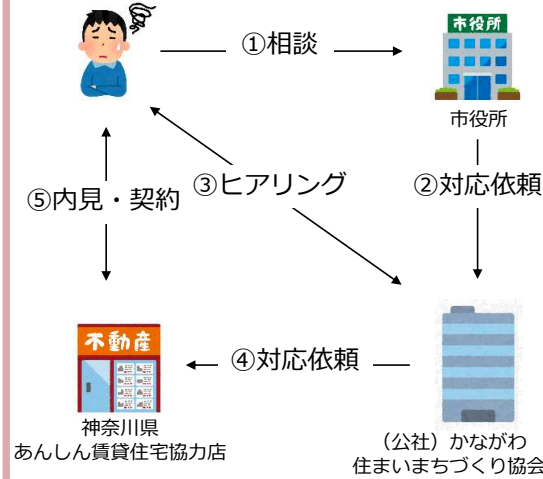 ①相談
市役所
市役所
②対応依頼
③ヒアリング
⑤内見・契約
④対応依頼
不動産
神奈川県
あんしん賃貸住宅協力店
（公社）かながわ
住まいまちづくり協会